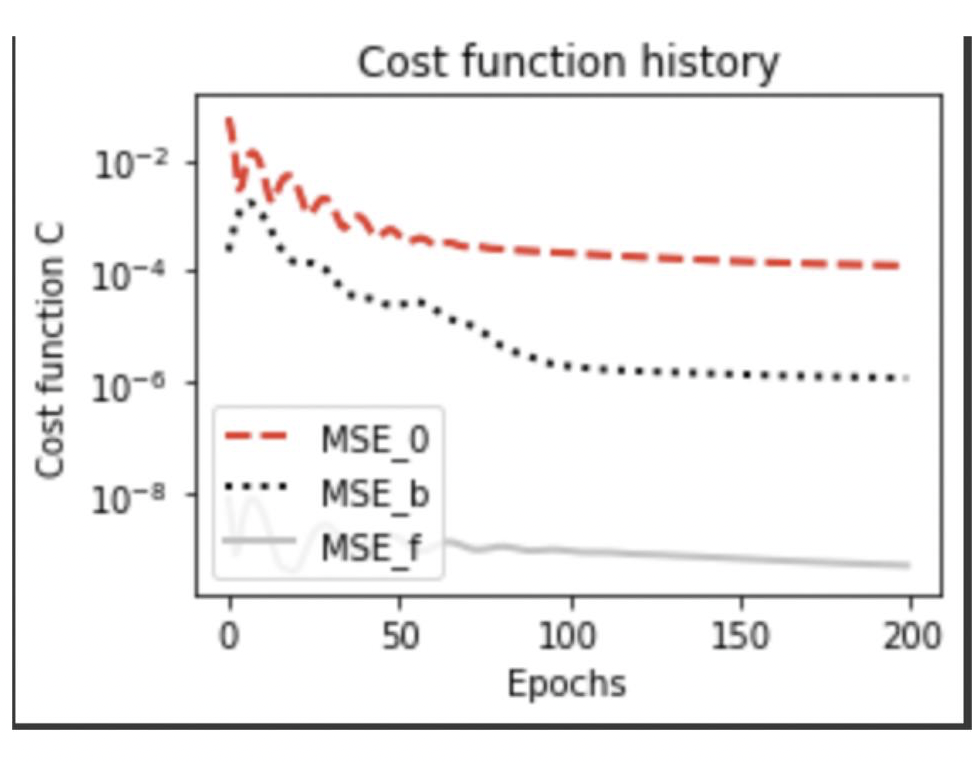 Cost function history
Cost function C
10⁻²
10⁻⁴
10⁻⁶
10⁻⁸
MSE_0
MSE_b
MSE_f
0 50 100 150 200
Epochs